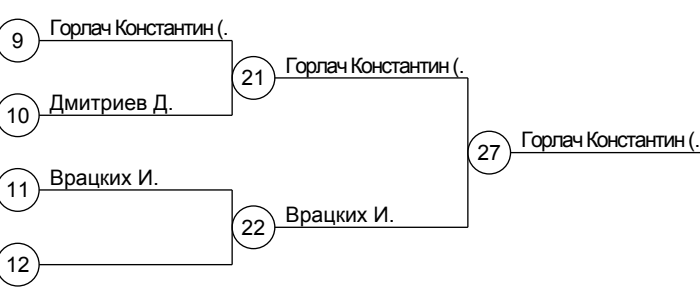 9 Горлач Константин (.
21 Горлач Константин (.
10 Дмитриев Д.
27 Горлач Константин (.
11 Врацких И.
22 Врацких И.
12